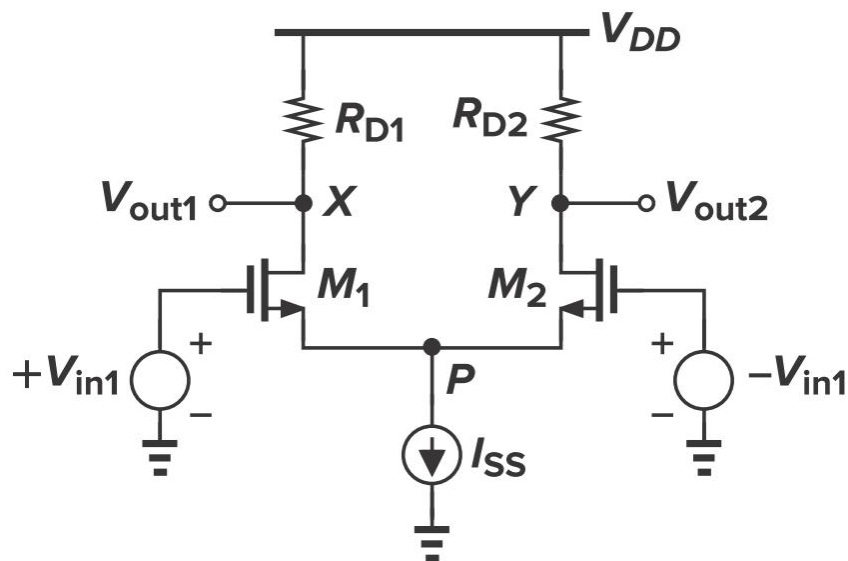 V_DD
R_D1
R_D2
V_out1
X
Y
V_out2
M_1
M_2
+
+
+V_in1
−V_in1
−
−
P
I_SS